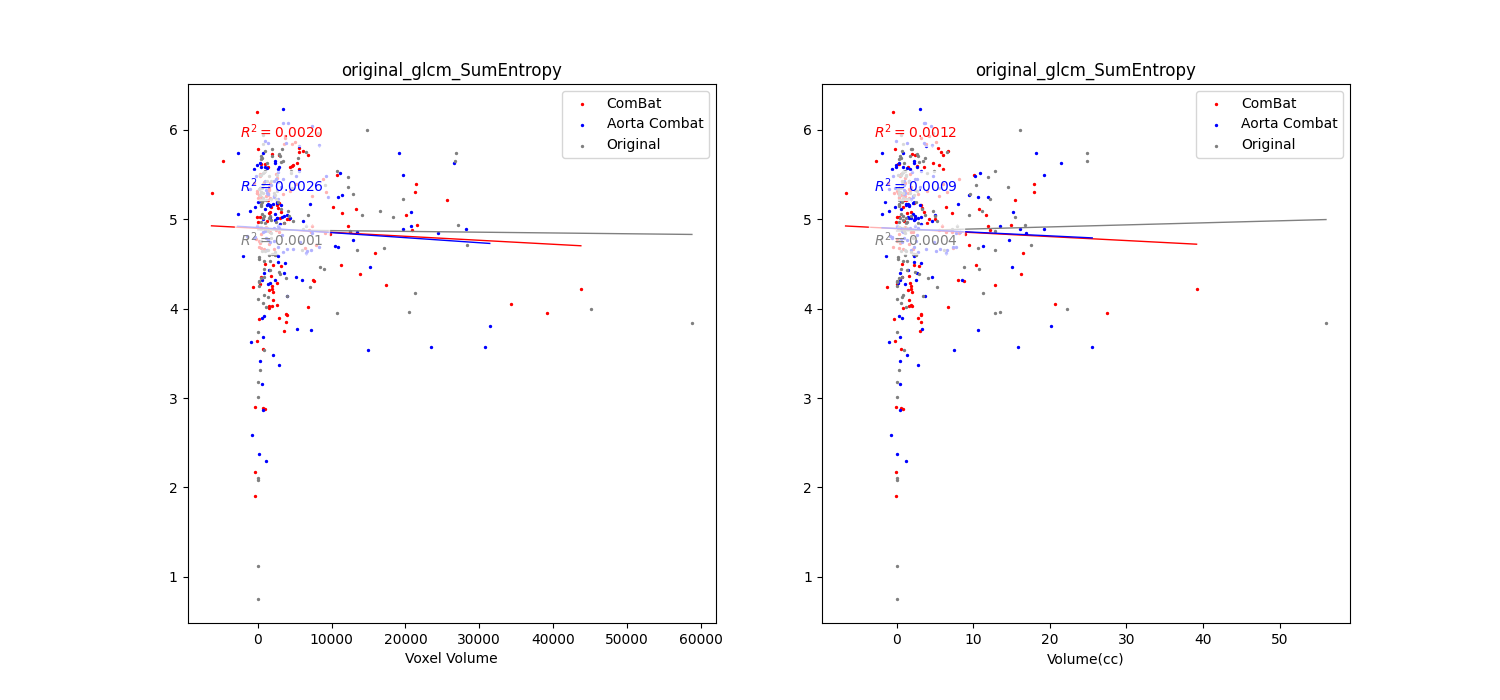 original_glcm_SumEntropy
ComBat
Aorta Combat
Original
R² = 0.0020
R² = 0.0026
R² = 0.0001
6
5
4
3
2
1
0 10000 20000 30000 40000 50000 60000
Voxel Volume
original_glcm_SumEntropy
ComBat
Aorta Combat
Original
R² = 0.0012
R² = 0.0009
R² = 0.0004
6
5
4
3
2
1
0 10 20 30 40 50
Volume(cc)